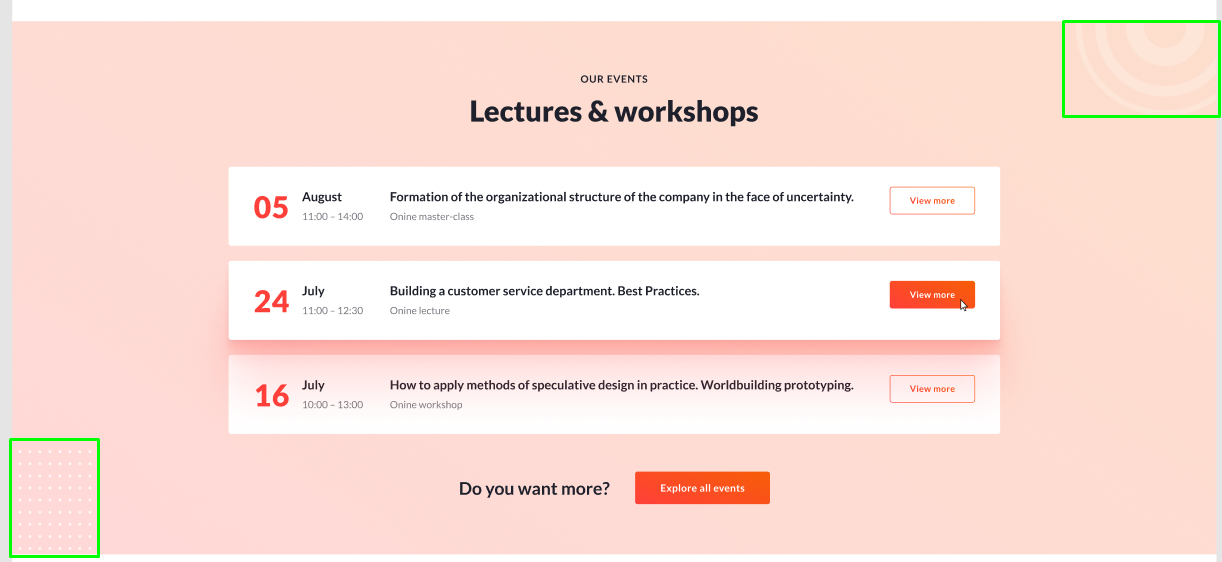 OUR EVENTS
Lectures & workshops
05
August
11:00 – 14:00
Formation of the organizational structure of the company in the face of uncertainty.
Onine master-class
View more
24
July
11:00 – 12:30
Building a customer service department. Best Practices.
Onine lecture
View more
16
July
10:00 – 13:00
How to apply methods of speculative design in practice. Worldbuilding prototyping.
Onine workshop
View more
Do you want more?
Explore all events